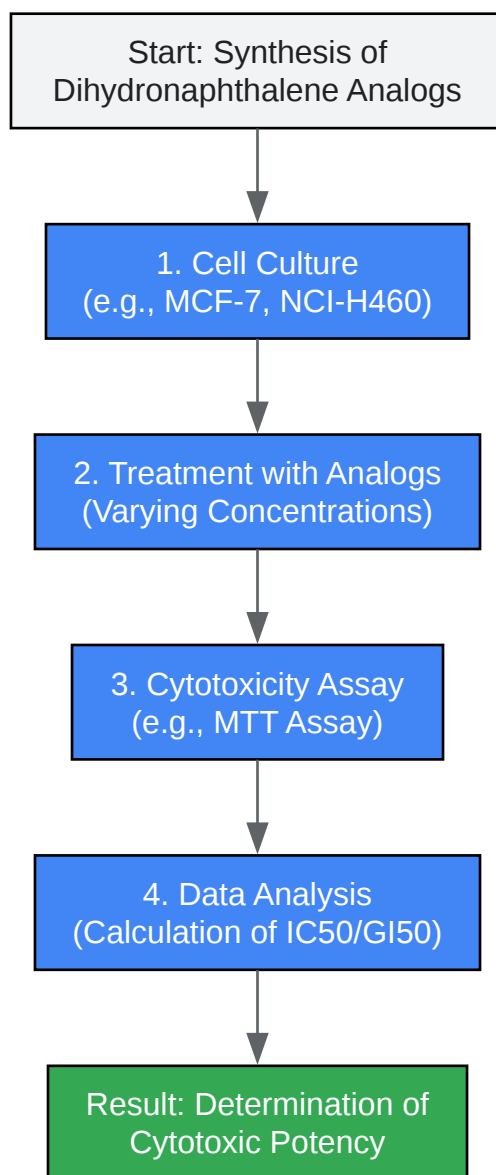 Start: Synthesis of
Dihydronaphthalene Analogs
1. Cell Culture
(e.g., MCF-7, NCI-H460)
2. Treatment with Analogs
(Varying Concentrations)
3. Cytotoxicity Assay
(e.g., MTT Assay)
4. Data Analysis
(Calculation of IC50/GI50)
Result: Determination of
Cytotoxic Potency